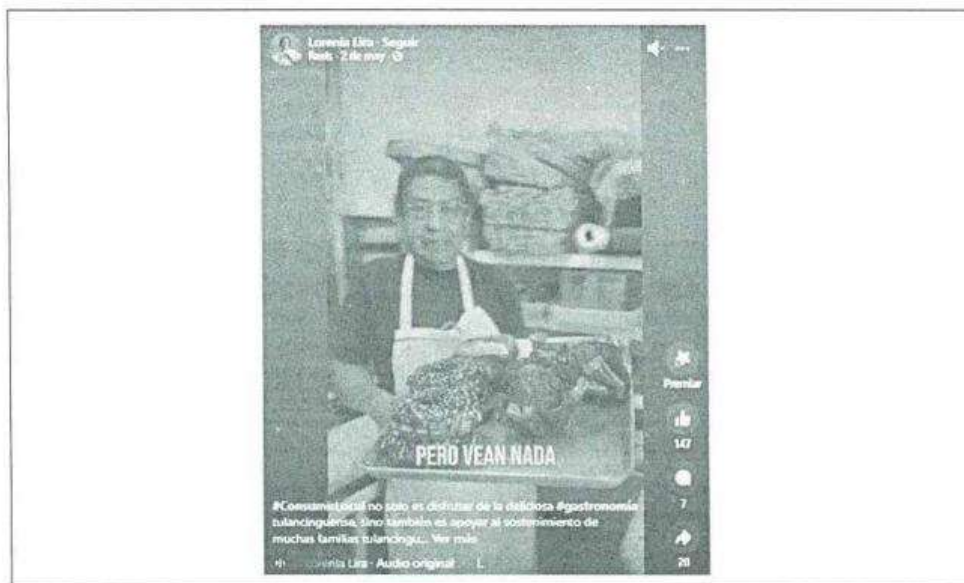 Lorenia Lira · Seguir
Reels · 2 de may
Premiar
147
PERO VEAN NADA
7
#ConsumeLocal no solo es disfrutar de la deliciosa #gastronomía
tulancinguense, sino también es apoyar al sostenimiento de
muchas familias tulancingu... Ver más
20
Lorenia Lira · Audio original